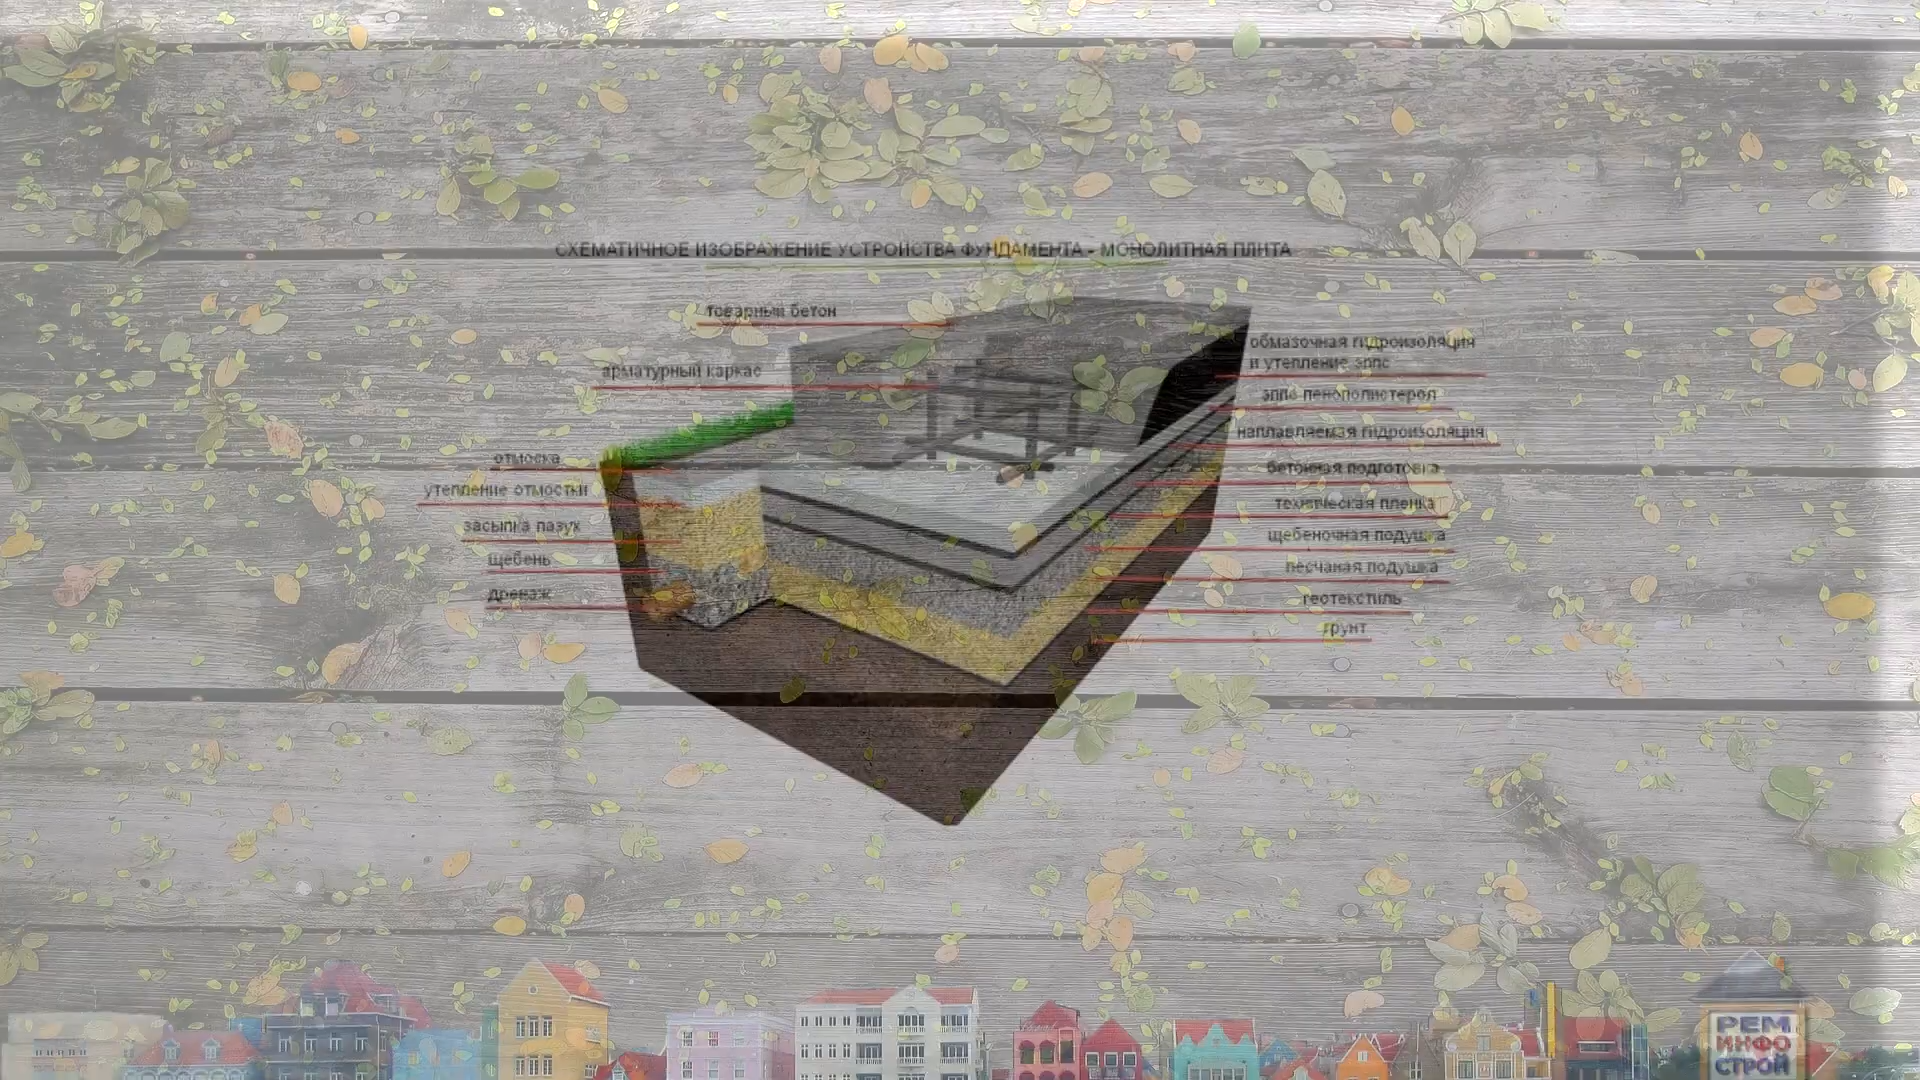 СХЕМАТИЧНОЕ ИЗОБРАЖЕНИЕ УСТРОЙСТВА ФУНДАМЕНТА - МОНОЛИТНАЯ ПЛИТА
товарный бетон
арматурный каркас
отмоска
утепление отмостки
засыпка пазух
щебень
дренаж
обмазочная гидроизоляция
и утепление эппс
эппс пенополистерол
наплавляемая гидроизоляция
бетонная подготовка
техническая пленка
щебеночная подушка
песчаная подушка
геотекстиль
грунт
РЕМ
ИНФО
СТРОЙ